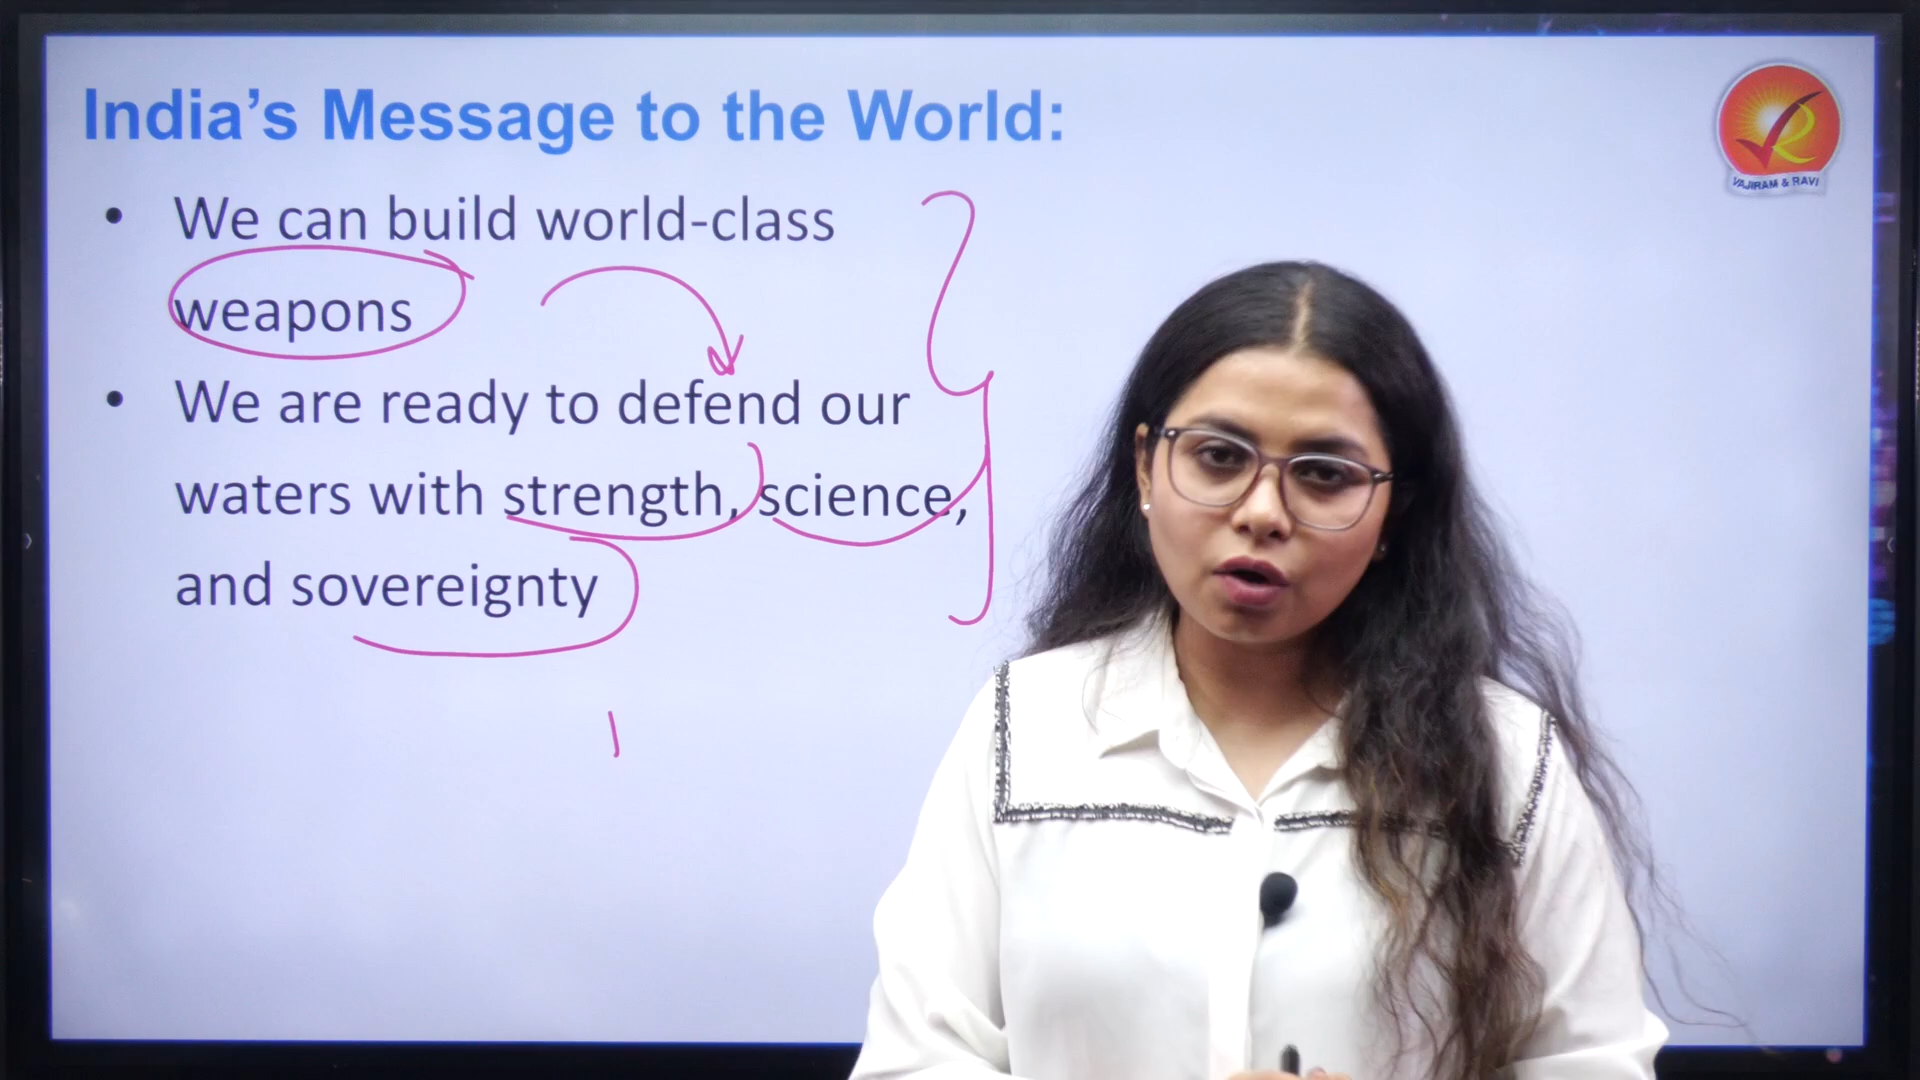 India’s Message to the World:
• We can build world-class
weapons
• We are ready to defend our
waters with strength, science,
and sovereignty
VAJIRAM & RAVI